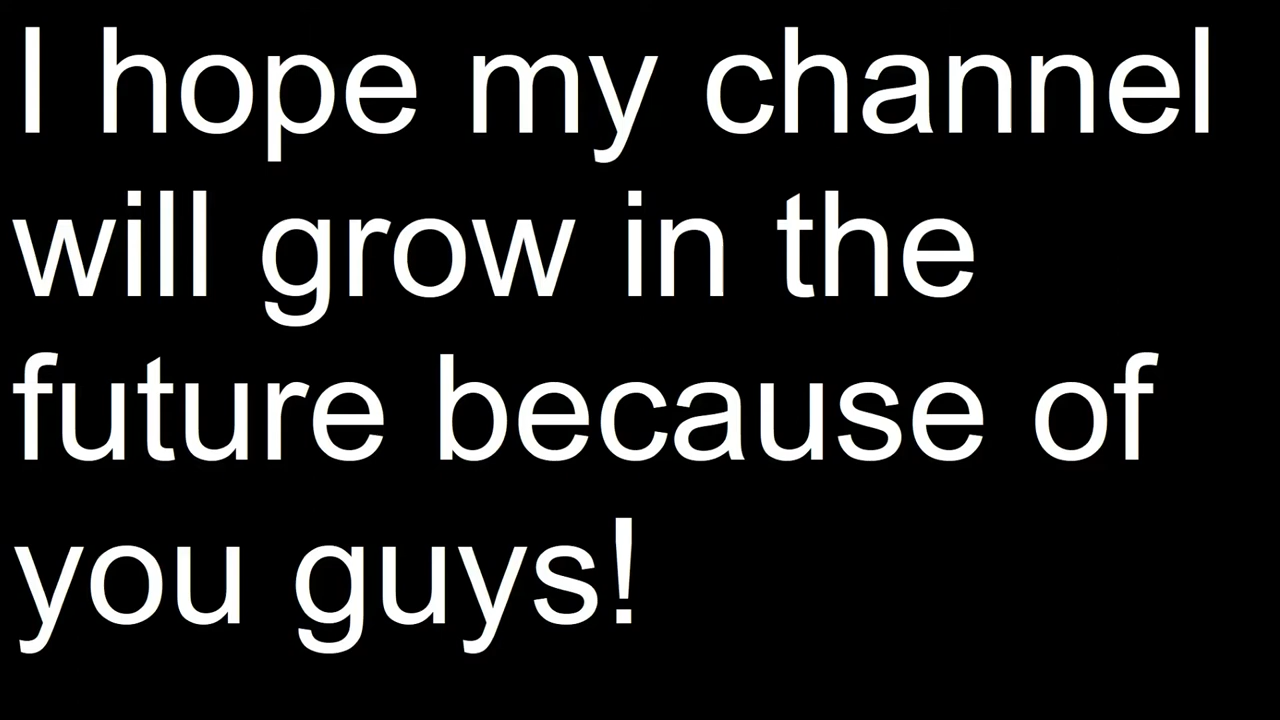 I hope my channel
will grow in the
future because of
you guys!